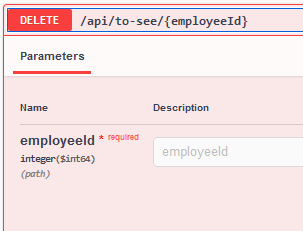 DELETE /api/to-see/{employeeId}
Parameters
Name Description
employeeId * required employeeId
integer($int64)
(path)